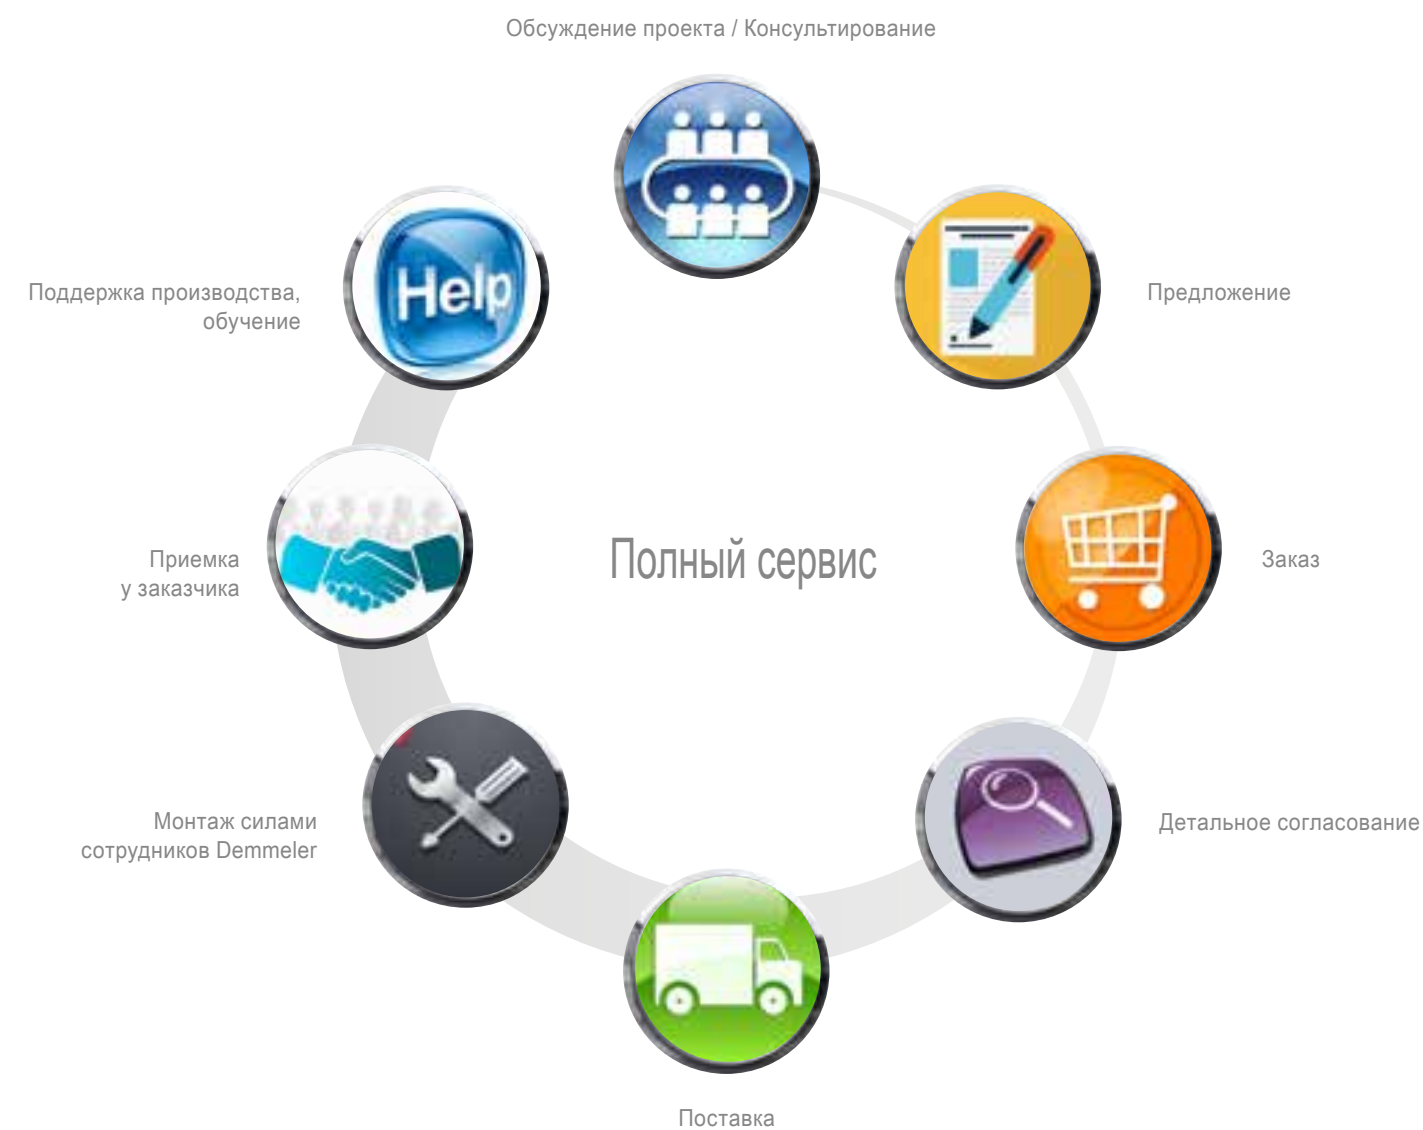 Обсуждение проекта / Консультирование
Help
Поддержка производства,
обучение
Предложение
Приемка
у заказчика
Полный сервис
Заказ
Монтаж силами
сотрудников Demmeler
Детальное согласование
Поставка